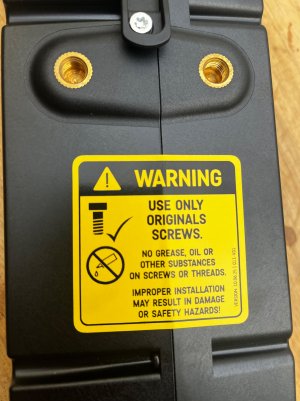 WARNING
USE ONLY
ORIGINALS
SCREWS.
NO GREASE, OIL OR
OTHER SUBSTANCES
ON SCREWS OR THREADS.
IMPROPER INSTALLATION
MAY RESULT IN DAMAGE
OR SAFETY HAZARDS!